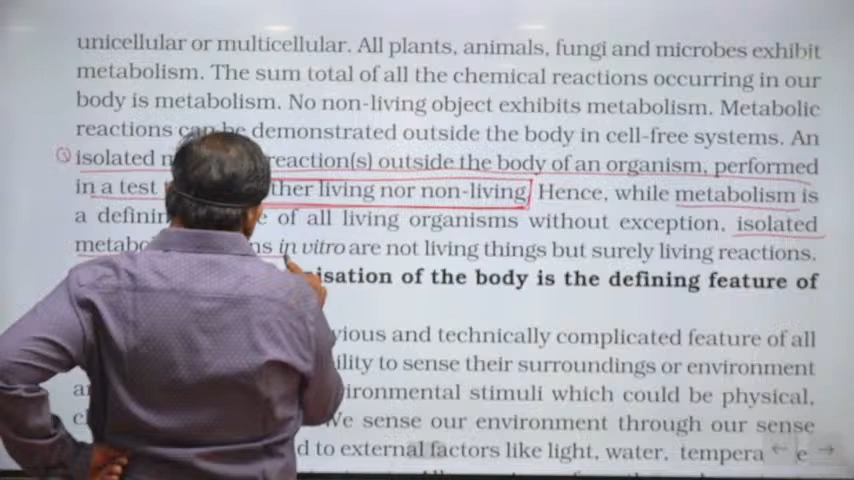 unicellular or multicellular. All plants, animals, fungi and microbes exhibit
metabolism. The sum total of all the chemical reactions occurring in our
body is metabolism. No non-living object exhibits metabolism. Metabolic
reactions can be demonstrated outside the body in cell-free systems. An
isolated reaction(s) outside the body of an organism, performed
in a test ther living nor non-living. Hence, while metabolism is
a defining of all living organisms without exception, isolated
metabo ns in vitro are not living things but surely living reactions.
isation of the body is the defining feature of
vious and technically complicated feature of all
ility to sense their surroundings or environment
ironmental stimuli which could be physical,
We sense our environment through our sense
d to external factors like light, water, tempera e